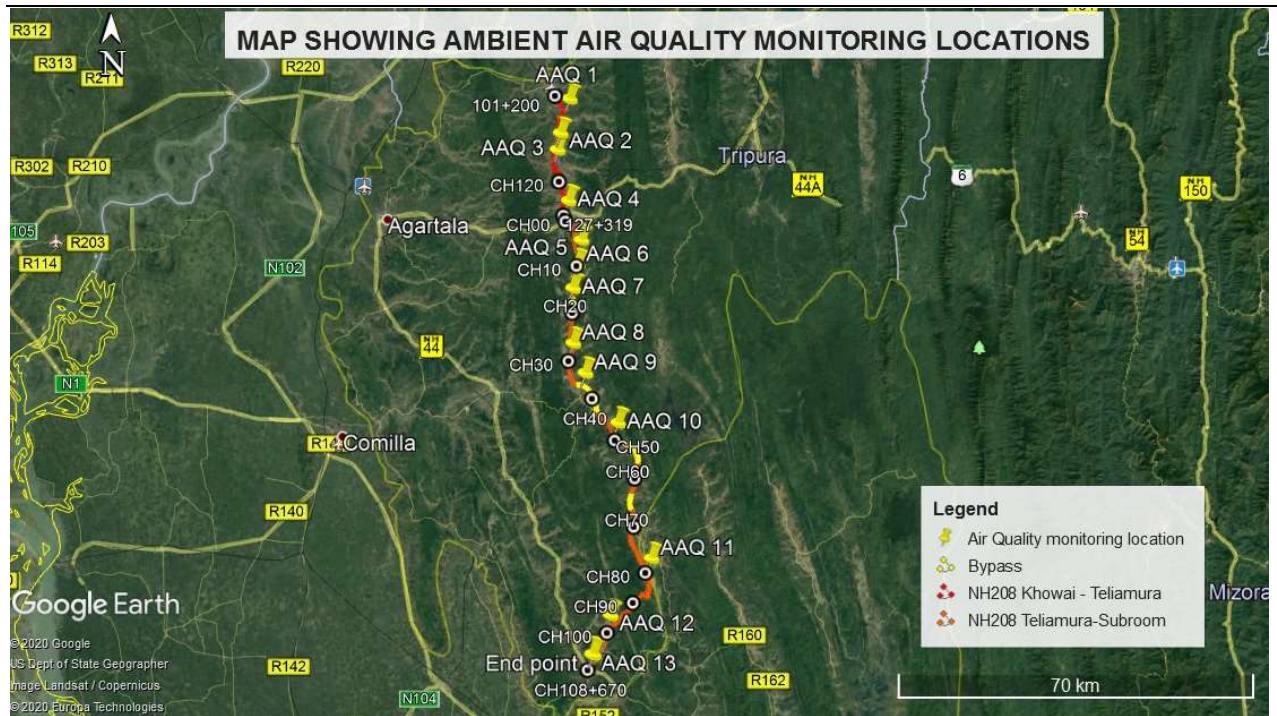 MAP SHOWING AMBIENT AIR QUALITY MONITORING LOCATIONS
R312
R313
R211
R220
N
AAQ 1
101+200
AAQ 2
AAQ 3
R302
R210
Tripura
NH
44A
6
NH
150
CH120
AAQ 4
Agartala
CH00
127+319
105
R203
R114
N102
AAQ 5
AAQ 6
CH10
NH
54
AAQ 7
CH20
AAQ 8
44
CH30
AAQ 9
N1
CH40
AAQ 10
Comilla
CH50
CH60
R140
CH70
AAQ 11
CH80
Legend
Air Quality monitoring location
Bypass
NH208 Khowai - Teliamura
NH208 Teliamura-Subroom
Mizora
Google Earth
CH90
AAQ 12
CH100
R160
© 2020 Google
US Dept of State Geographer
Image Landsat / Copernicus
© 2020 Europa Technologies
R142
End point
AAQ 13
R162
CH108+670
N104
R152
70 km